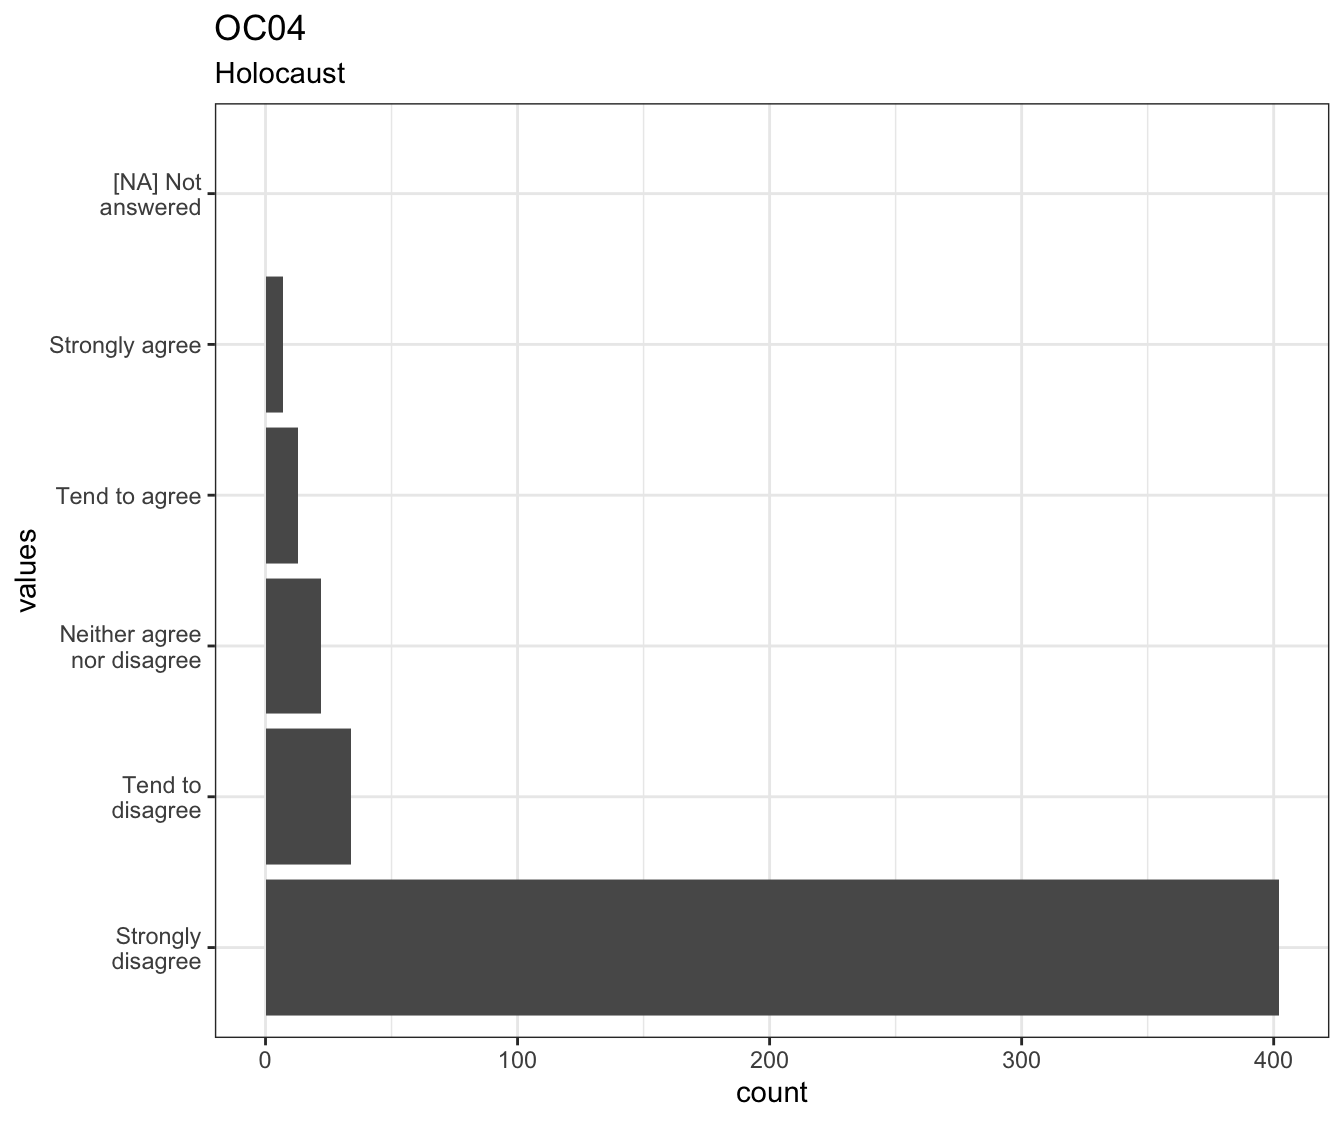 OC04
Holocaust
[NA] Not
answered
Strongly agree
Tend to agree
Neither agree
nor disagree
Tend to
disagree
Strongly
disagree
values
0 100 200 300 400
count